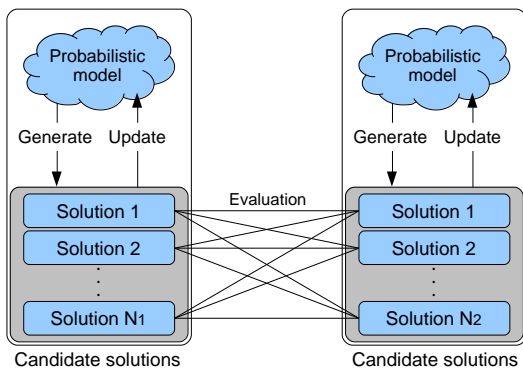 Probabilistic
model
Generate
Update
Solution 1
Solution 2
Solution N1
Candidate solutions
Evaluation
Probabilistic
model
Generate
Update
Solution 1
Solution 2
Solution N2
Candidate solutions